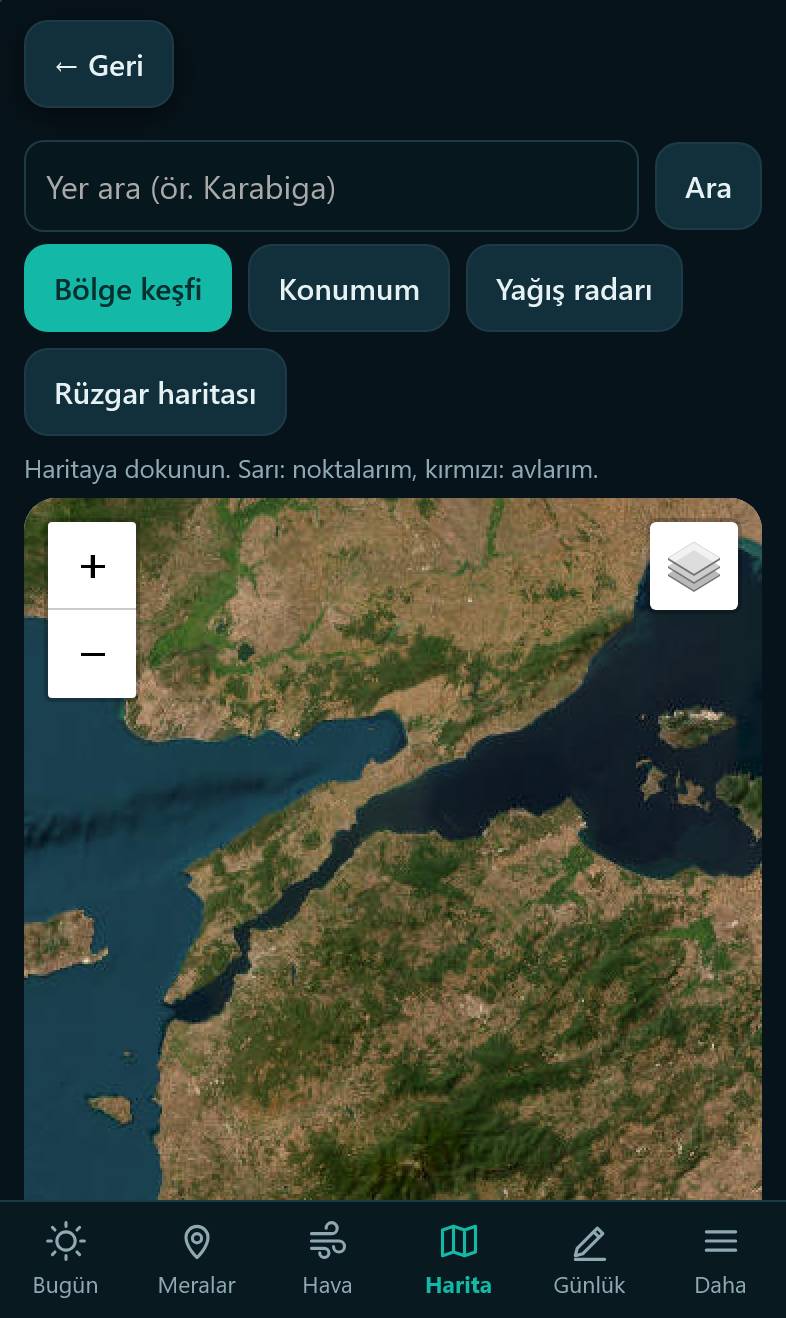 ← Geri
Yer ara (ör. Karabiga)
Ara
Bölge keşfi
Konumum
Yağış radarı
Rüzgar haritası
Haritaya dokunun. Sarı: noktalarım, kırmızı: avlarım.
+
−
Bugün
Meralar
Hava
Harita
Günlük
Daha